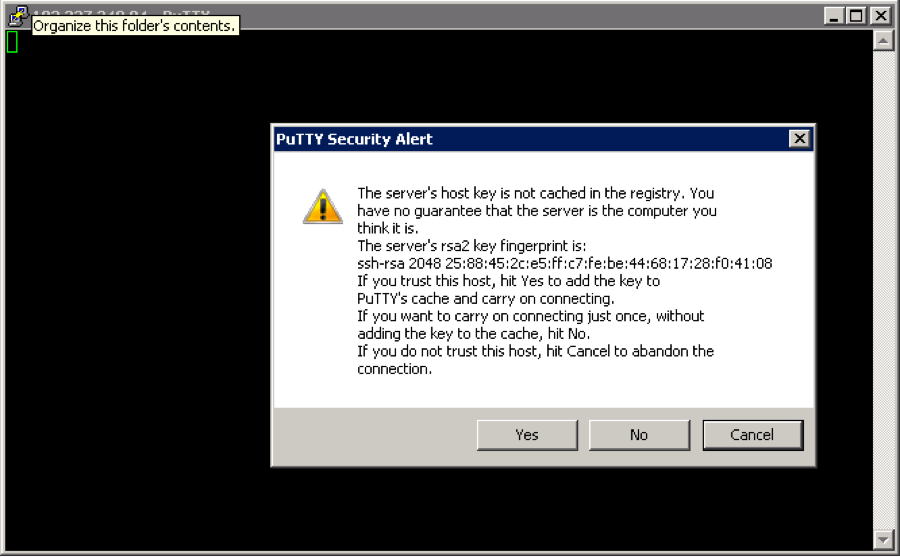 Organize this folder's contents.
PuTTY Security Alert
The server's host key is not cached in the registry. You
have no guarantee that the server is the computer you
think it is.
The server's rsa2 key fingerprint is:
ssh-rsa 2048 25:88:45:2c:e5:ff:c7:fe:be:44:68:17:28:f0:41:08
If you trust this host, hit Yes to add the key to
PuTTY's cache and carry on connecting.
If you want to carry on connecting just once, without
adding the key to the cache, hit No.
If you do not trust this host, hit Cancel to abandon the
connection.
Yes
No
Cancel